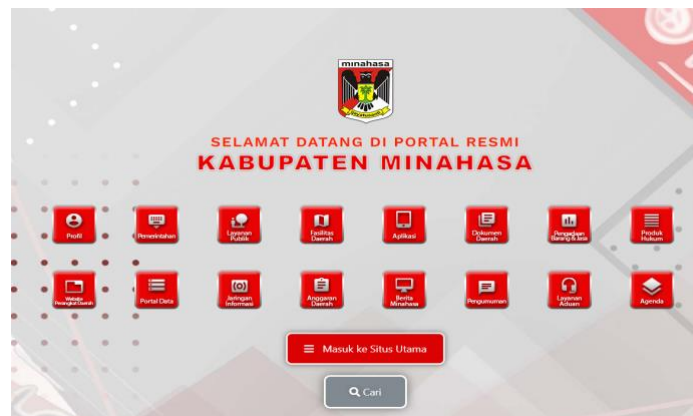 minahasa
SELAMAT DATANG DI PORTAL RESMI
KABUPATEN MINAHASA
Profil
Pemerintahan
Layanan
Publik
Fasilitas
Daerah
Aplikasi
Dokumen
Daerah
Pengadaan
Barang & Jasa
Produk
Hukum
Website
Perangkat Daerah
Portal Data
Jaringan
Informasi
Anggaran
Daerah
Berita
Minahasa
Pengumuman
Layanan
Aduan
Agenda
Masuk ke Situs Utama
Cari